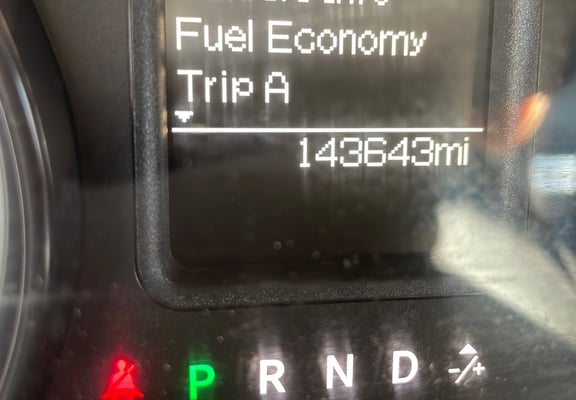 Fuel Economy
Trip A
143643mi
P R N D -/+